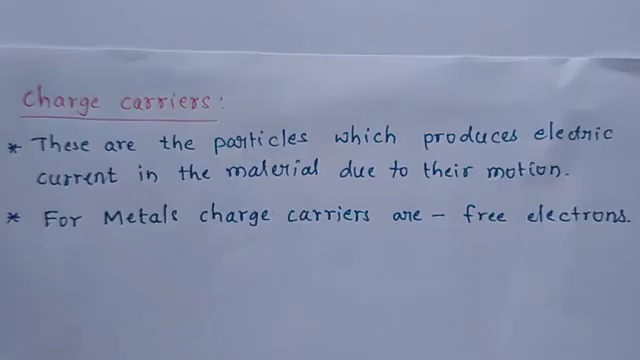 Charge carriers:
* These are the particles which produces electric
current in the material due to their motion.
* For Metals charge carriers are - free electrons.